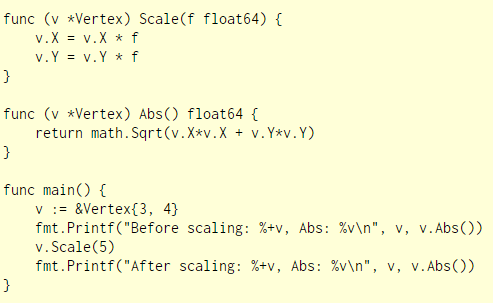 func (v *Vertex) Scale(f float64) {
    v.X = v.X * f
    v.Y = v.Y * f
}

func (v *Vertex) Abs() float64 {
    return math.Sqrt(v.X*v.X + v.Y*v.Y)
}

func main() {
    v := &Vertex{3, 4}
    fmt.Printf("Before scaling: %+v, Abs: %v\n", v, v.Abs())
    v.Scale(5)
    fmt.Printf("After scaling: %+v, Abs: %v\n", v, v.Abs())
}